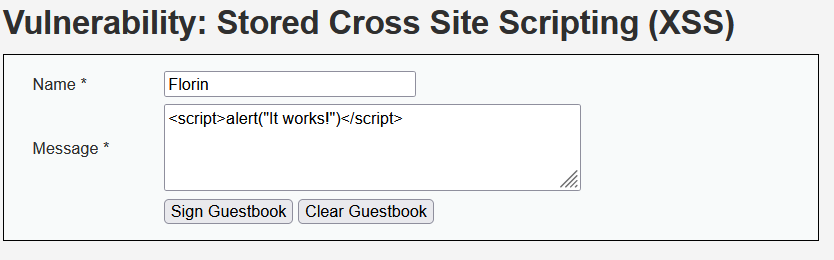 Vulnerability: Stored Cross Site Scripting (XSS)
Name * Florin
Message * <script>alert("It works!")</script>
Sign Guestbook Clear Guestbook